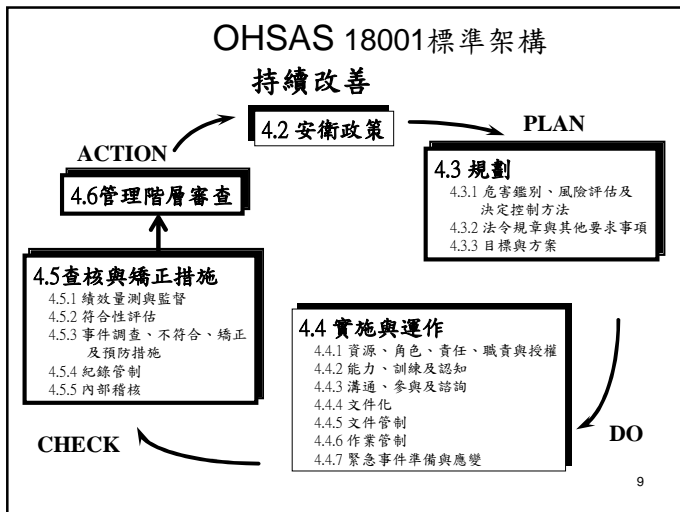 OHSAS 18001標準架構
持續改善
4.2 安衛政策
PLAN
ACTION
4.6管理階層審查
4.3 規劃
4.3.1 危害鑑別、風險評估及
決定控制方法
4.3.2 法令規章與其他要求事項
4.3.3 目標與方案
4.5查核與矯正措施
4.5.1 績效量測與監督
4.5.2 符合性評估
4.5.3 事件調查、不符合、矯正
及預防措施
4.5.4 紀錄管制
4.5.5 內部稽核
4.4 實施與運作
4.4.1 資源、角色、責任、職責與授權
4.4.2 能力、訓練及認知
4.4.3 溝通、參與及諮詢
4.4.4 文件化
4.4.5 文件管制
4.4.6 作業管制
4.4.7 緊急事件準備與應變
DO
CHECK
9